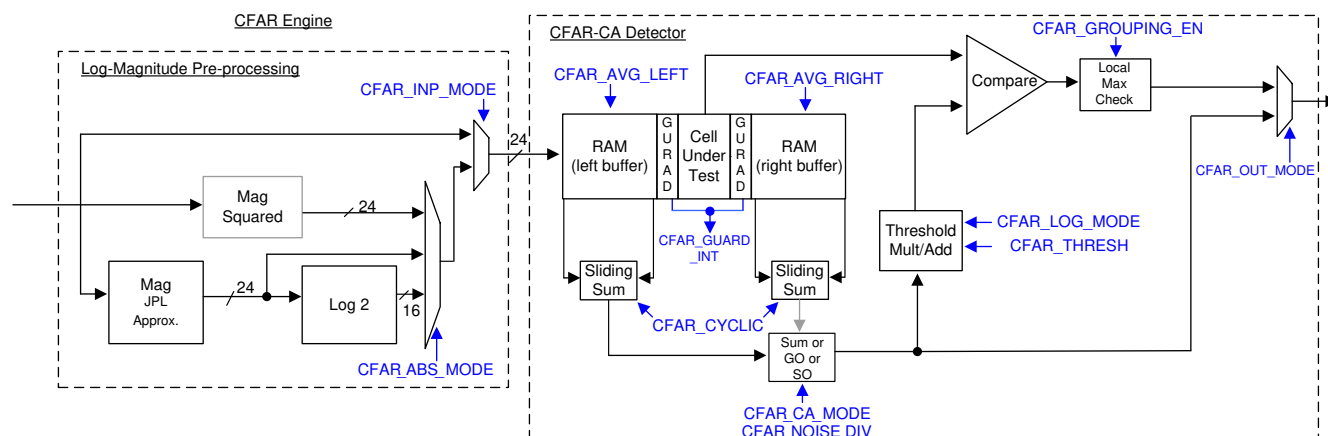 CFAR Engine
CFAR-CA Detector
Log-Magnitude Pre-processing
CFAR_INP_MODE
CFAR_AVG_LEFT
CFAR_AVG_RIGHT
CFAR_GROUPING_EN
24
RAM
(left buffer)
GURAD
Cell
Under
Test
GURAD
RAM
(right buffer)
Compare
Local
Max
Check
CFAR_OUT_MODE
Mag
Squared
24
Mag
JPL
Approx.
24
Log 2
16
CFAR_ABS_MODE
CFAR_GUARD
_INT
Sliding
Sum
Sliding
Sum
CFAR_CYCLIC
Threshold
Mult/Add
CFAR_LOG_MODE
CFAR_THRESH
Sum or
GO or
SO
CFAR_CA_MODE
CFAR_NOISE_DIV